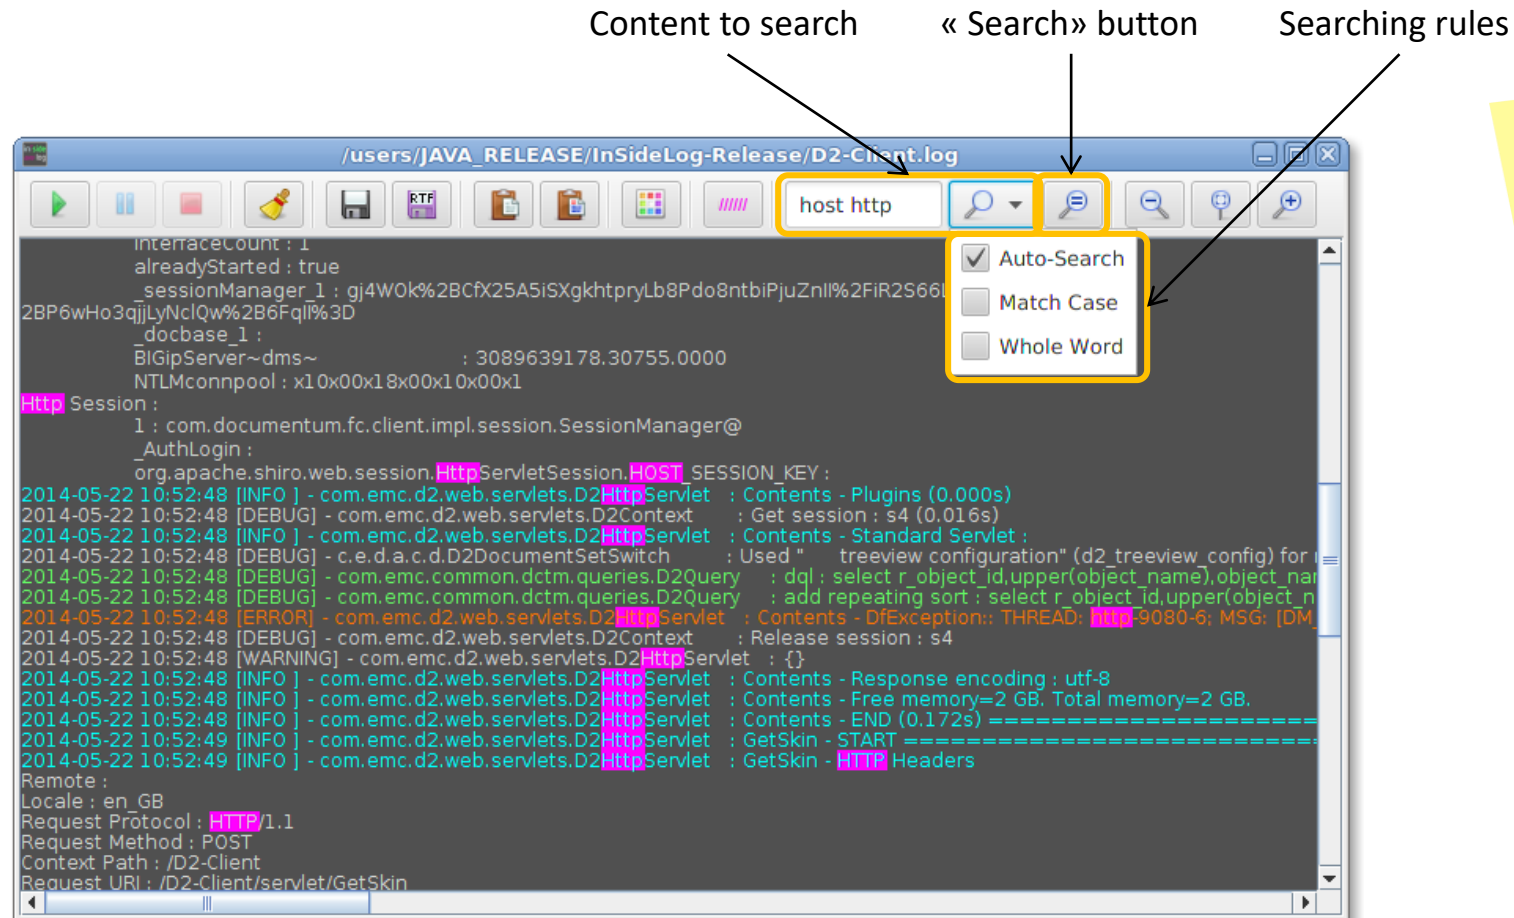 Content to search « Search» button Searching rules
/users/JAVA_RELEASE/InSideLog-Release/D2-Client.log
RTF
host http
Auto-Search
Match Case
Whole Word
interfaceCount : 1
alreadyStarted : true
_sessionManager_1 :
_docbase_1 :
BIGipServer~dms~ : 3089639178.30755.0000
NTLMconnpool : x10x00x18x00x10x00x1
Http Session :
1 : com.documentum.fc.client.impl.session.SessionManager@
_AuthLogin :
org.apache.shiro.web.session.HttpServletSession.HOST_SESSION_KEY :
2014-05-22 10:52:48 [INFO ] - com.emc.d2.web.servlets.D2HttpServlet : Contents - Plugins (0.000s)
2014-05-22 10:52:48 [DEBUG] - com.emc.d2.web.servlets.D2Context : Get session : s4 (0.016s)
2014-05-22 10:52:48 [INFO ] - com.emc.d2.web.servlets.D2HttpServlet : Contents - Standard Servlet :
2014-05-22 10:52:48 [DEBUG] - c.e.d.a.c.d.D2DocumentSetSwitch : Used " treeview configuration" (d2_treeview_config) for
2014-05-22 10:52:48 [DEBUG] - com.emc.common.dctm.queries.D2Query : dql : select r_object_id,upper(object_name),object_nar
2014-05-22 10:52:48 [DEBUG] - com.emc.common.dctm.queries.D2Query : add repeating sort : select r_object_id,upper(object_n
2014-05-22 10:52:48 [ERROR] - com.emc.d2.web.servlets.D2HttpServlet : Contents - DfException:: THREAD: http-9080-6; MSG: [DM_
2014-05-22 10:52:48 [DEBUG] - com.emc.d2.web.servlets.D2Context : Release session : s4
2014-05-22 10:52:48 [WARNING] - com.emc.d2.web.servlets.D2HttpServlet : {}
2014-05-22 10:52:48 [INFO ] - com.emc.d2.web.servlets.D2HttpServlet : Contents - Response encoding : utf-8
2014-05-22 10:52:48 [INFO ] - com.emc.d2.web.servlets.D2HttpServlet : Contents - Free memory=2 GB. Total memory=2 GB.
2014-05-22 10:52:48 [INFO ] - com.emc.d2.web.servlets.D2HttpServlet : Contents - END (0.172s) =====================
2014-05-22 10:52:49 [INFO ] - com.emc.d2.web.servlets.D2HttpServlet : GetSkin - START ===========================
2014-05-22 10:52:49 [INFO ] - com.emc.d2.web.servlets.D2HttpServlet : GetSkin - HTTP Headers
Remote :
Locale : en_GB
Request Protocol : HTTP/1.1
Request Method : POST
Context Path : /D2-Client
Request URI : /D2-Client/servlet/GetSkin